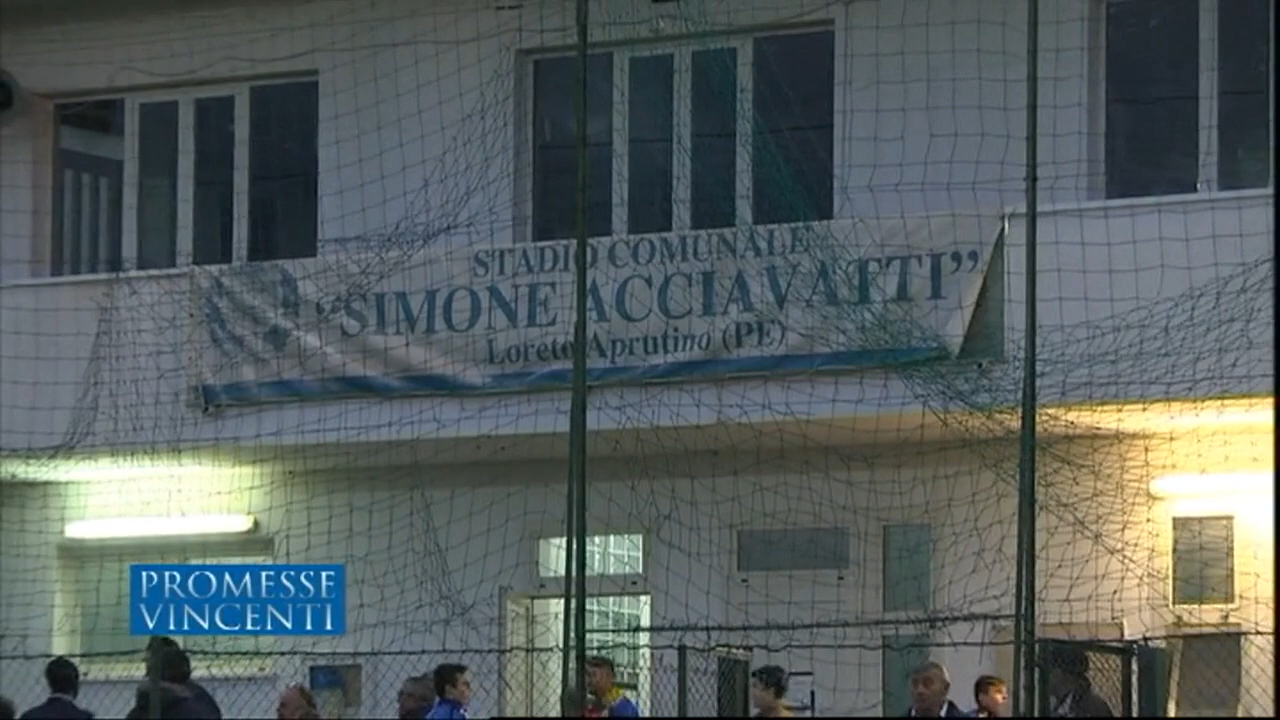 STADIO COMUNALE
"SIMONE ACCIAVATTI"
Loreto Aprutino (PE)
PROMESSE
VINCENTI